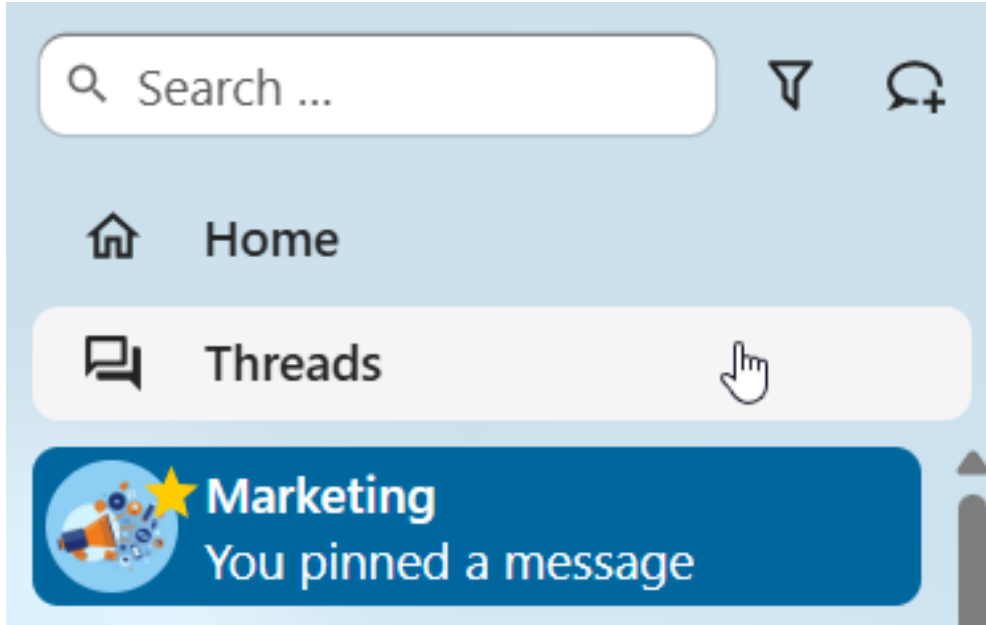 Search ...
Home
Threads
Marketing
You pinned a message